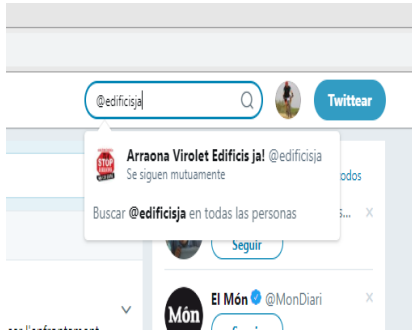 @edificisja
Twittear
Arraona Virolet Edificis ja! @edificisja
STOP
Se siguen mutuamente
odos
Buscar @edificisja en todas las personas
s... ×
Seguir
El Món @MonDiari ×
Món